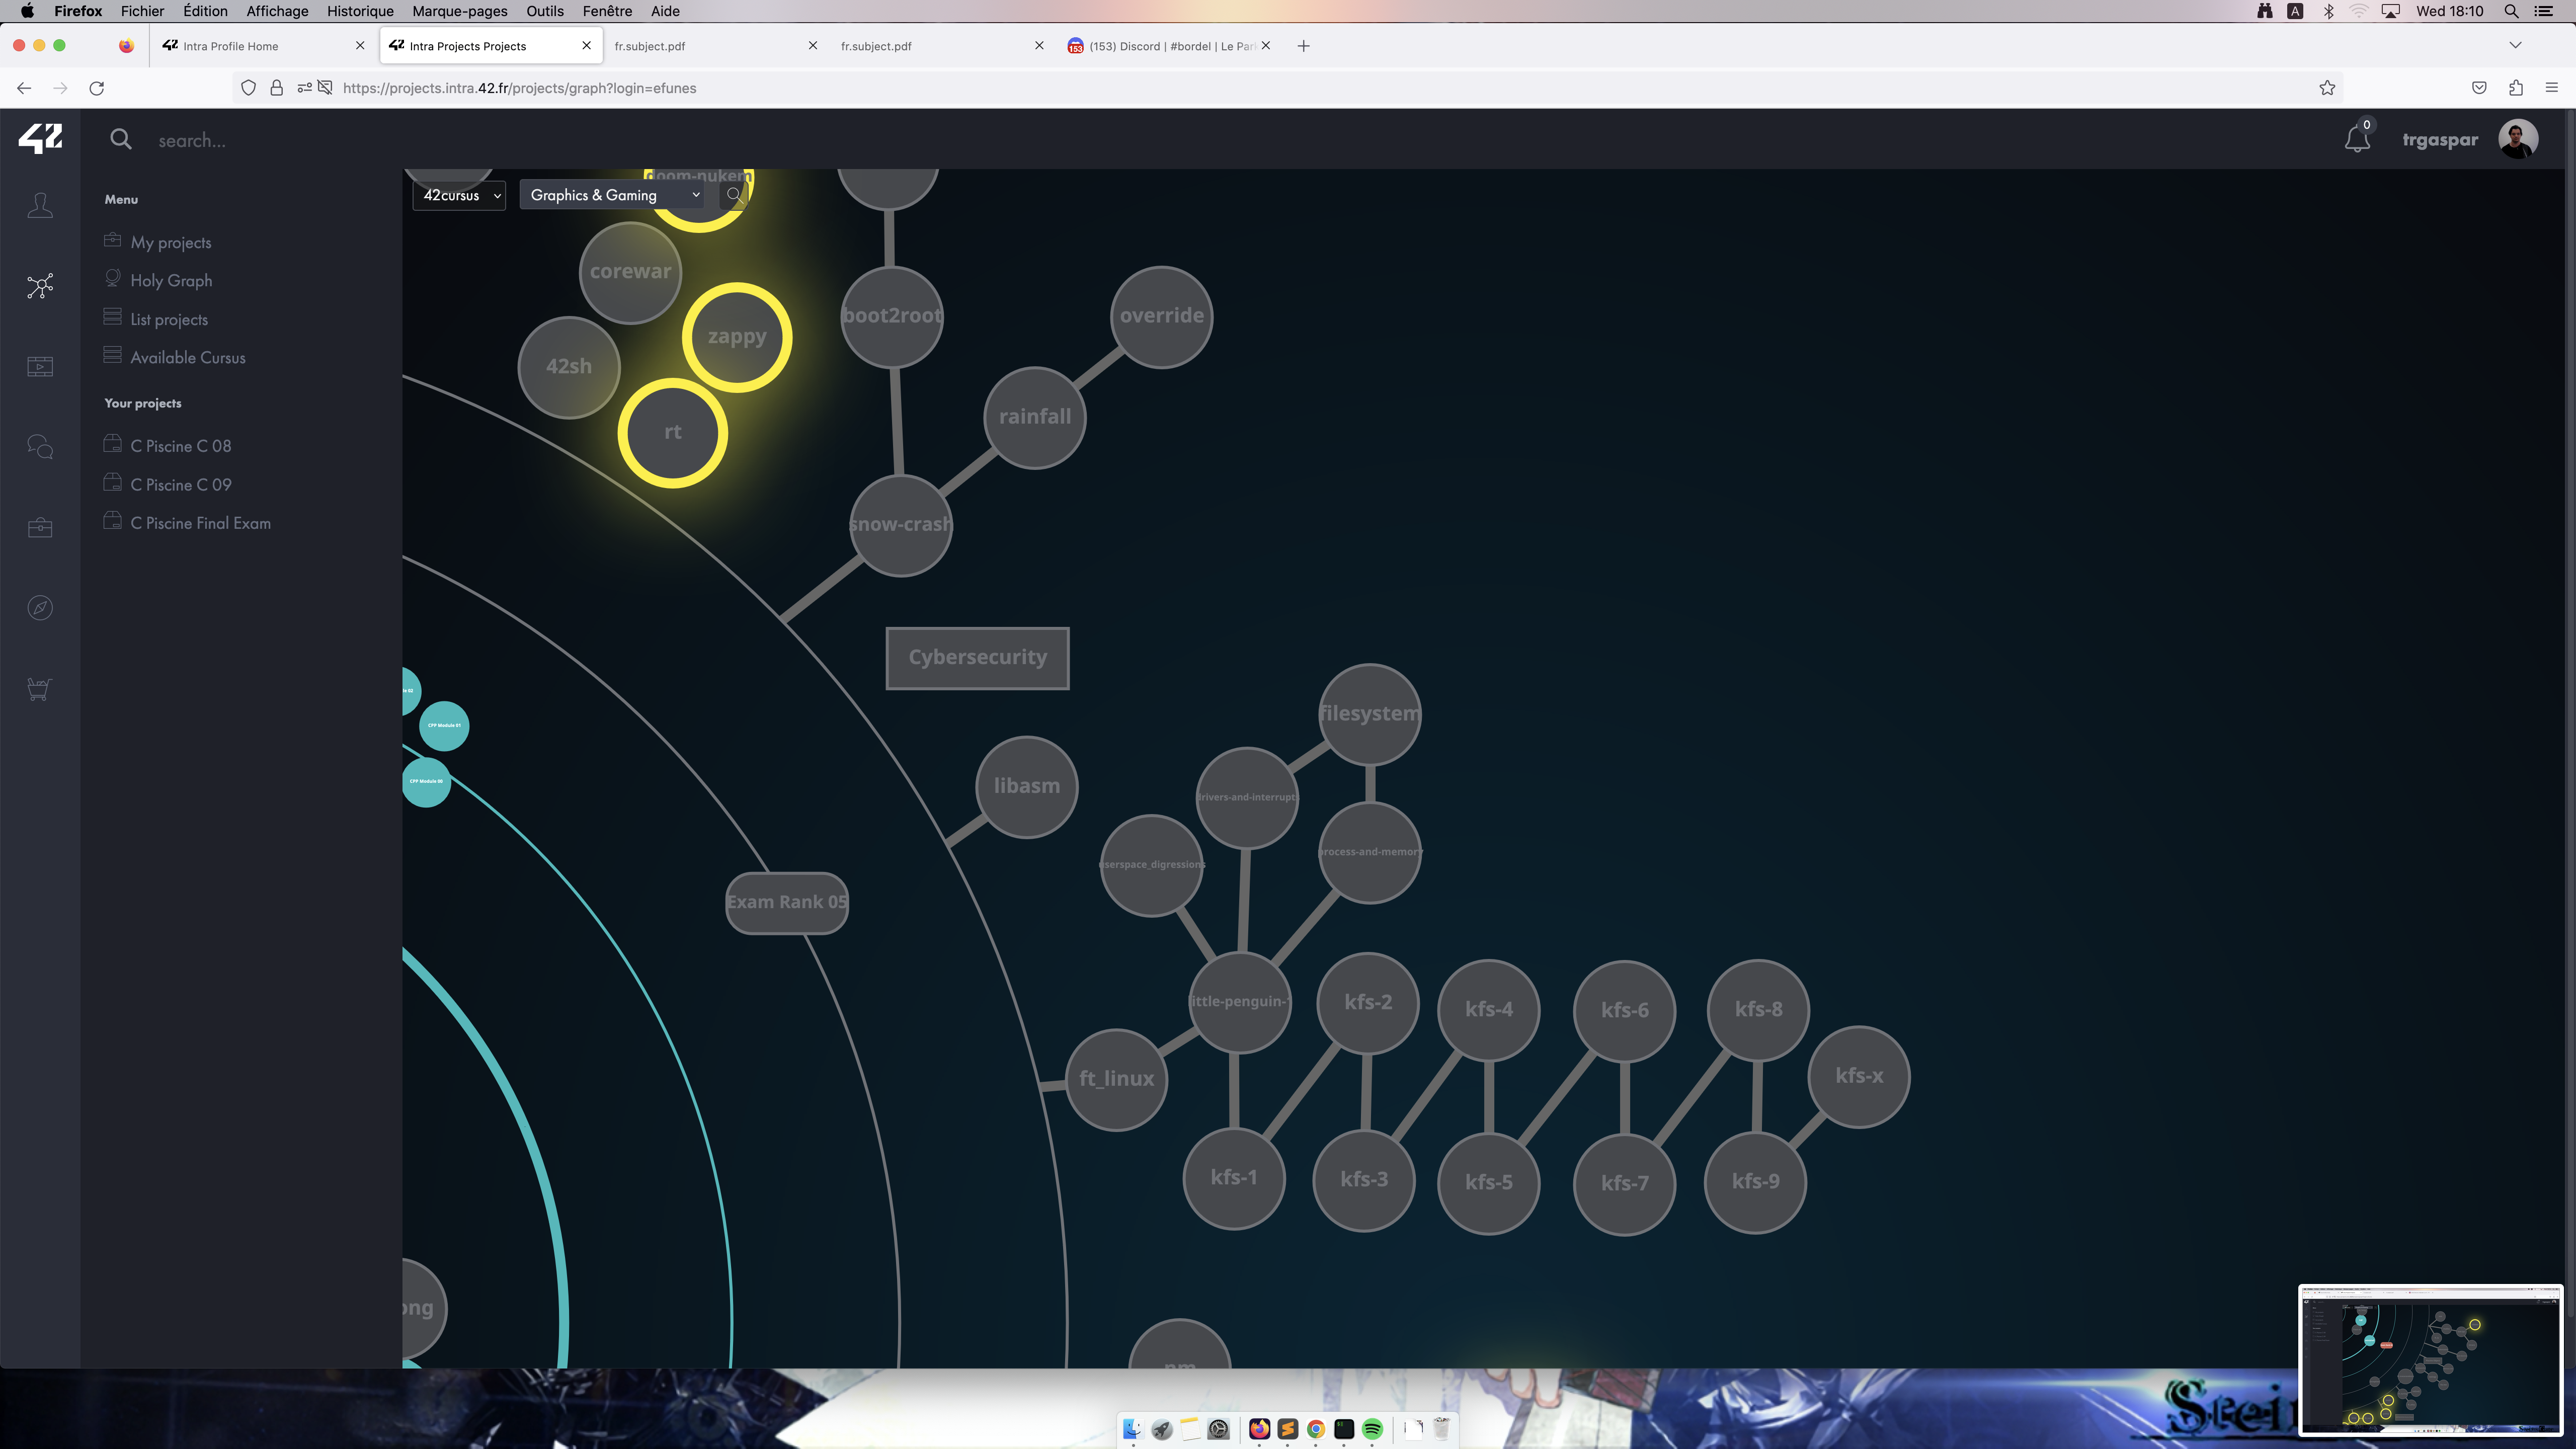 Firefox Fichier Édition Affichage Historique Marque-pages Outils Fenêtre Aide
A Wed 18:10
42 Intra Profile Home
42 Intra Projects Projects
fr.subject.pdf
fr.subject.pdf
153 (153) Discord | #bordel | Le Par
https://projects.intra.42.fr/projects/graph?login=efunes
42
search...
0
trgaspar
Menu
My projects
Holy Graph
List projects
Available Cursus
Your projects
C Piscine C 08
C Piscine C 09
C Piscine Final Exam
42cursus
Graphics & Gaming
doom-nukem
corewar
zappy
42sh
rt
boot2root
override
rainfall
snow-crash
Cybersecurity
CPP Module 01
CPP Module 00
libasm
filesystem
drivers-and-interrupts
userspace_digressions
process-and-memory
Exam Rank 05
little-penguin-1
kfs-2
kfs-4
kfs-6
kfs-8
kfs-x
ft_linux
kfs-1
kfs-3
kfs-5
kfs-7
kfs-9
ong
nm
Stei